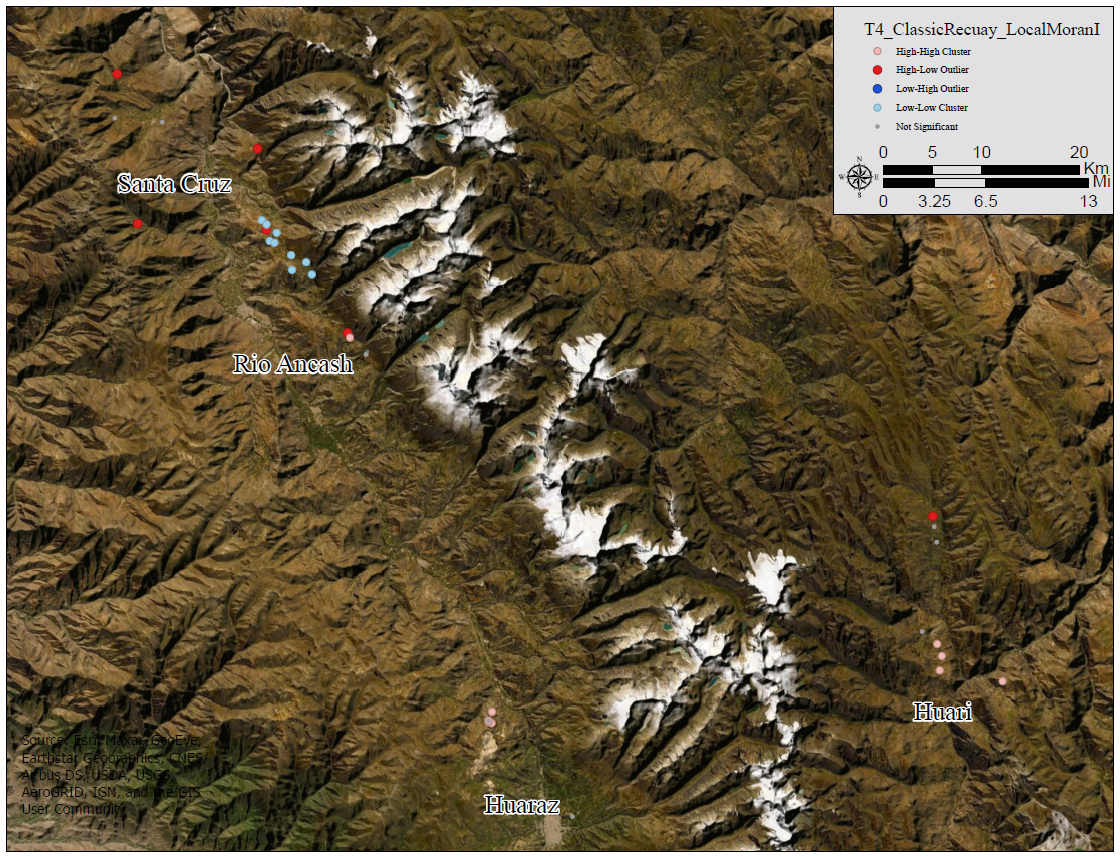 T4_ClassicRecuay_LocalMoranI
High-High Cluster
High-Low Outlier
Low-High Outlier
Low-Low Cluster
Not Significant
N
W E
S
0 5 10 20
Km
Mi
0 3.25 6.5 13
Santa Cruz
Rio Ancash
Huari
Huaraz
Source: Esri, Maxar, GeoEye,
Earthstar Geographics, CNES/
Airbus DS, USDA, USGS,
AeroGRID, IGN, and the GIS
User Community